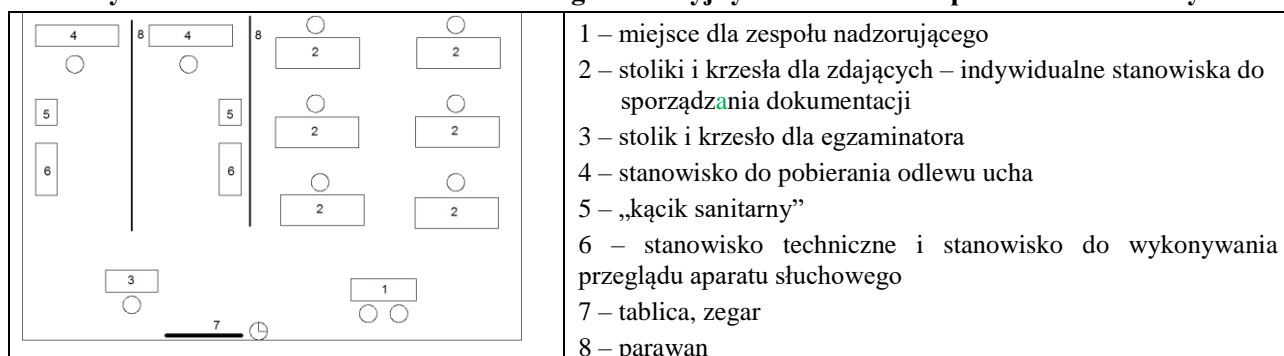 4 8 4 8 2 2
5 5 2 2
6 6 2 2
3 1
7
1 – miejsce dla zespołu nadzorującego
2 – stoliki i krzesła dla zdających – indywidualne stanowiska do
sporządzania dokumentacji
3 – stolik i krzesło dla egzaminatora
4 – stanowisko do pobierania odlewu ucha
5 – „kącik sanitarny”
6 – stanowisko techniczne i stanowisko do wykonywania
przeglądu aparatu słuchowego
7 – tablica, zegar
8 – parawan